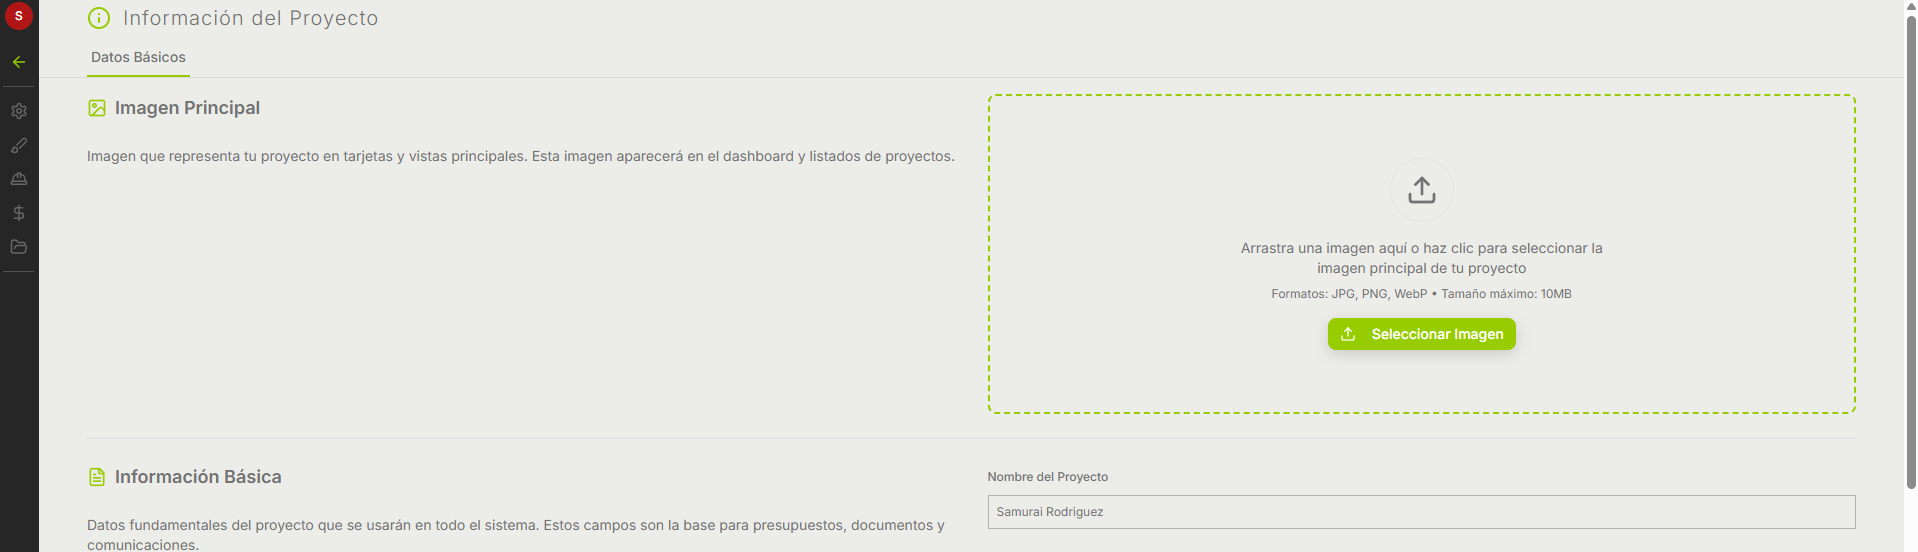 S
Información del Proyecto
Datos Básicos
Imagen Principal
Imagen que representa tu proyecto en tarjetas y vistas principales. Esta imagen aparecerá en el dashboard y listados de proyectos.
Arrastra una imagen aquí o haz clic para seleccionar la
imagen principal de tu proyecto
Formatos: JPG, PNG, WebP • Tamaño máximo: 10MB
Seleccionar Imagen
Información Básica
Datos fundamentales del proyecto que se usarán en todo el sistema. Estos campos son la base para presupuestos, documentos y
comunicaciones.
Nombre del Proyecto
Samurai Rodriguez